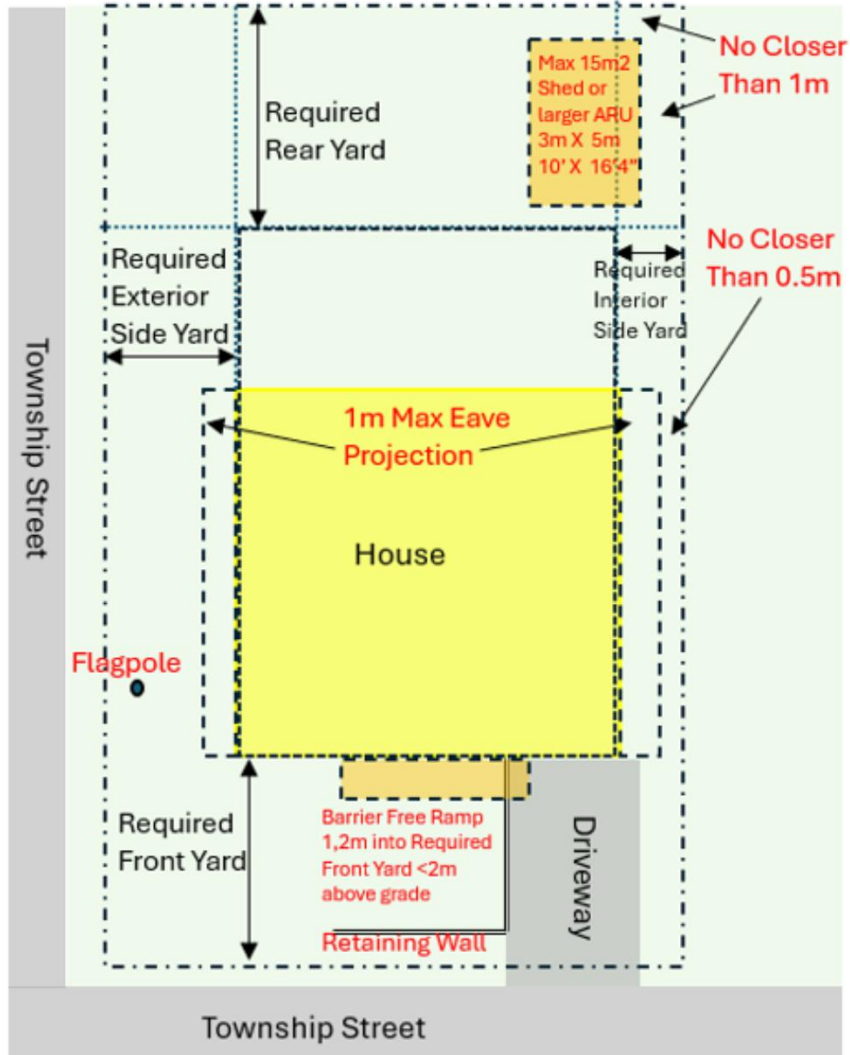 No Closer
Than 1m
Max 15m2
Shed or
larger ARU
3m X 5m
10' X 16'4"
Required
Rear Yard
No Closer
Than 0.5m
Required
Exterior
Side Yard
Required
Interior
Side Yard
Township Street
1m Max Eave
Projection
House
Flagpole
Required
Front Yard
Barrier Free Ramp
1,2m into Required
Front Yard <2m
above grade
Driveway
Retaining Wall
Township Street